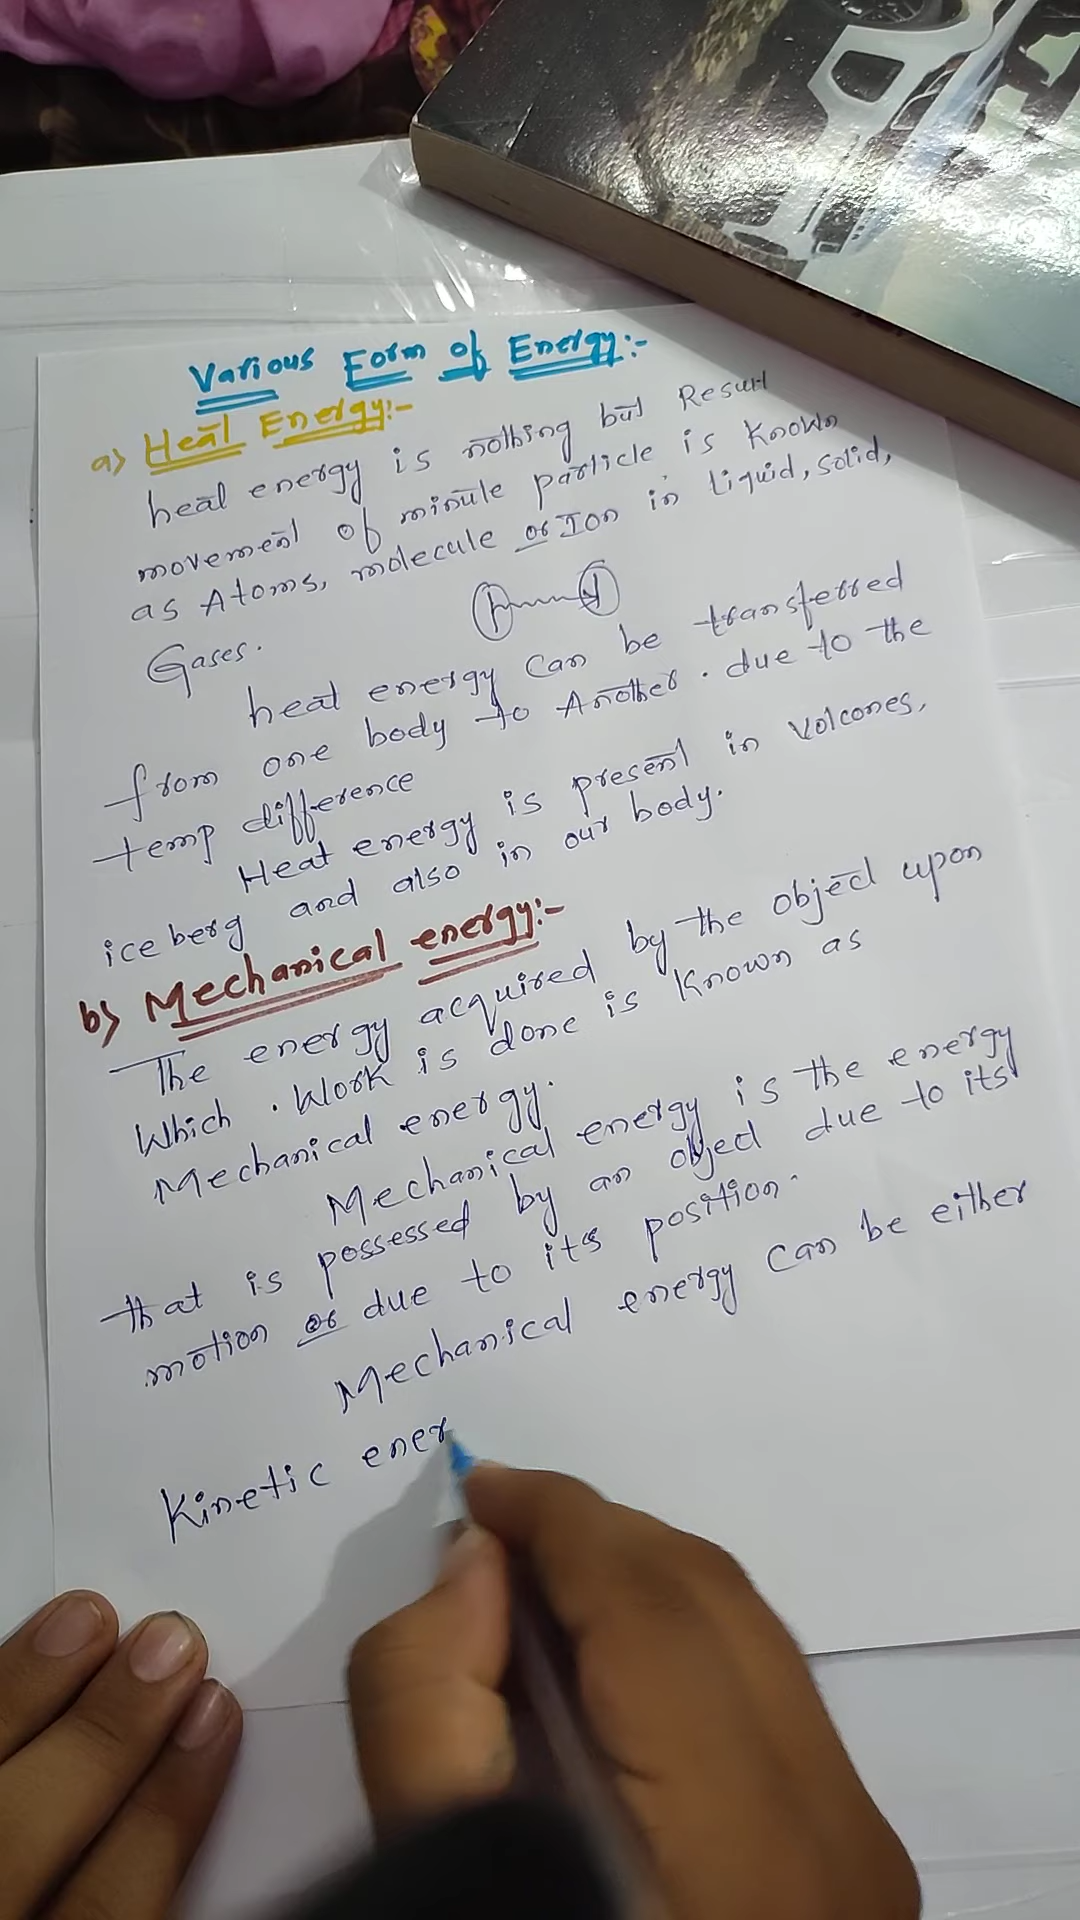 Various Form of Energy:-
a) Heat Energy:-
heat energy is nothing but Result
movement of minute particle is Known
as Atoms, molecule or Ion in Liquid, Solid,
Gases.
heat energy can be transferred
from one body to Another. due to the
temp difference
Heat energy is present in Volcones,
ice berg and also in our body.
b) Mechanical energy:-
The energy acquired by the object upon
Which . Work is done is Known as
Mechanical energy.
Mechanical energy is the energy
that is possessed by an object due to its
motion or due to its position.
Mechanical energy can be either
Kinetic ener